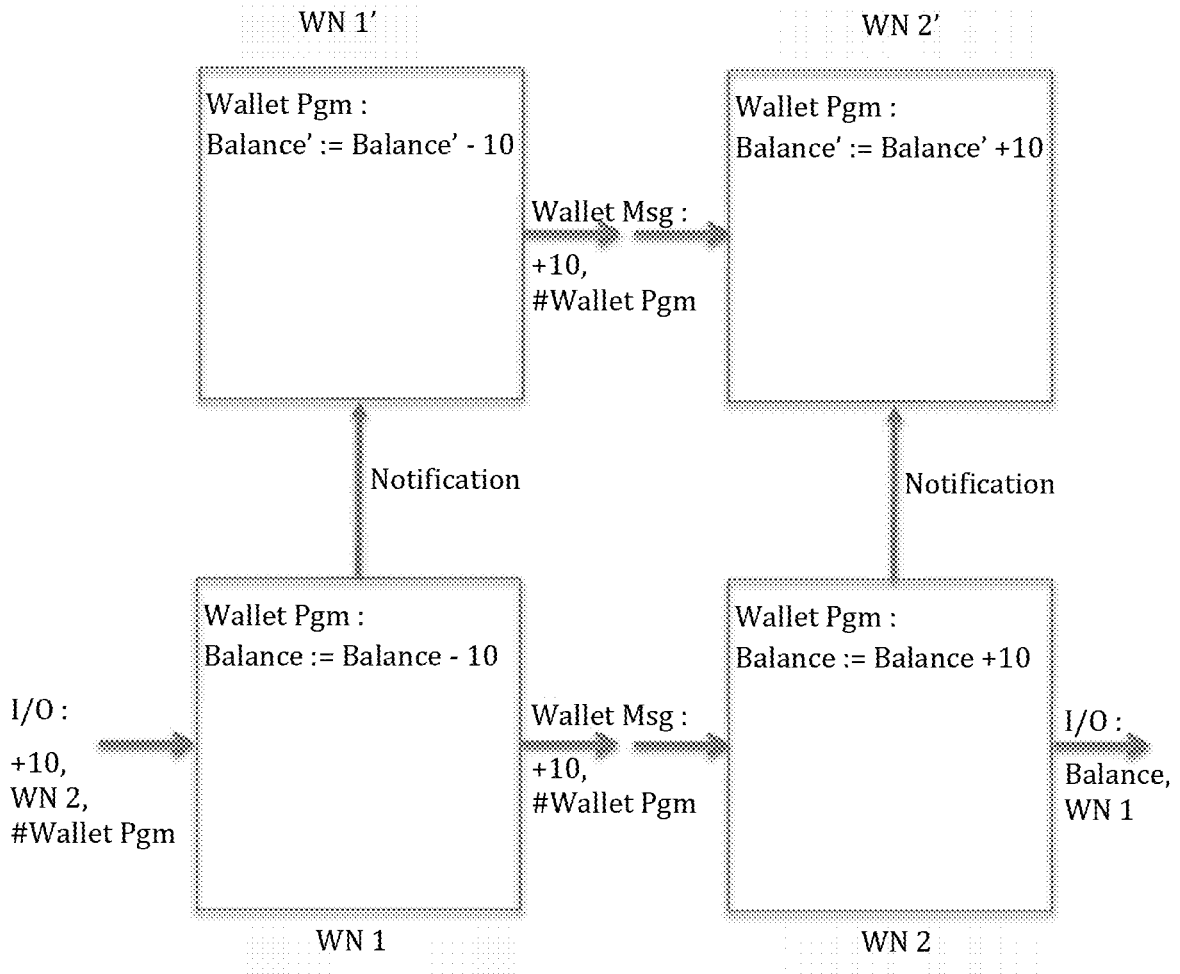 WN 1’
WN 2’
Wallet Pgm :
Balance’ := Balance’ - 10
Wallet Pgm :
Balance’ := Balance’ +10
Wallet Msg :
+10,
#Wallet Pgm
Notification
Notification
Wallet Pgm :
Balance := Balance - 10
Wallet Pgm :
Balance := Balance +10
I/O :
+10,
WN 2,
#Wallet Pgm
Wallet Msg :
+10,
#Wallet Pgm
I/O :
Balance,
WN 1
WN 1
WN 2